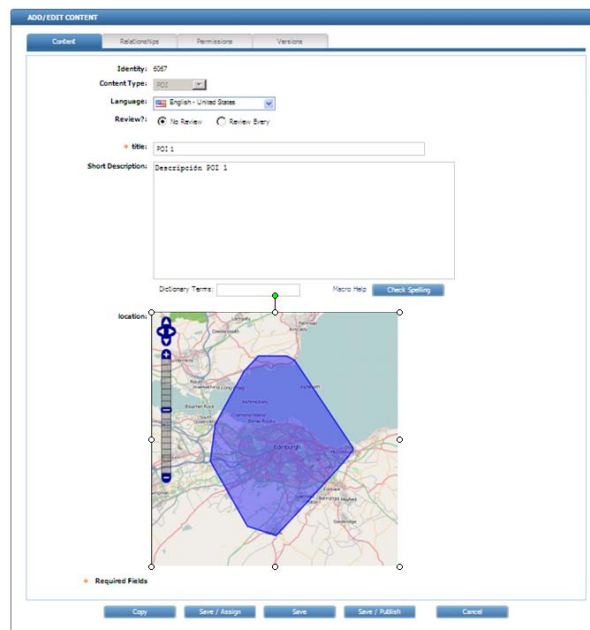 ADD/EDIT CONTENT
Content Relationships Permissions Versions
Identity: 6067
Content Type: POI
Language: English - United States
Review?: No Review Review Every
* title: POI 1
Short Description: Descripción POI 1
Dictionary Terms: Macro Help Check Spelling
location:
Edinburgh
* Required Fields
Copy Save / Assign Save Save / Publish Cancel